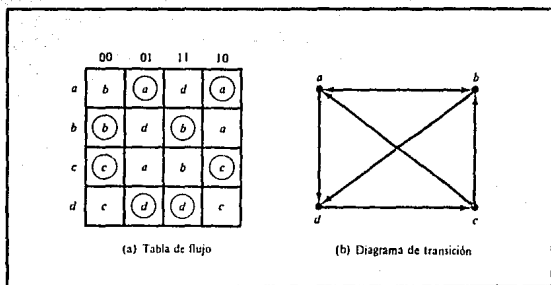 00 01 11 10
a b a d a
b b d b a
c c a b c
d c d d c
(a) Tabla de flujo
a b
d c
(b) Diagrama de transición